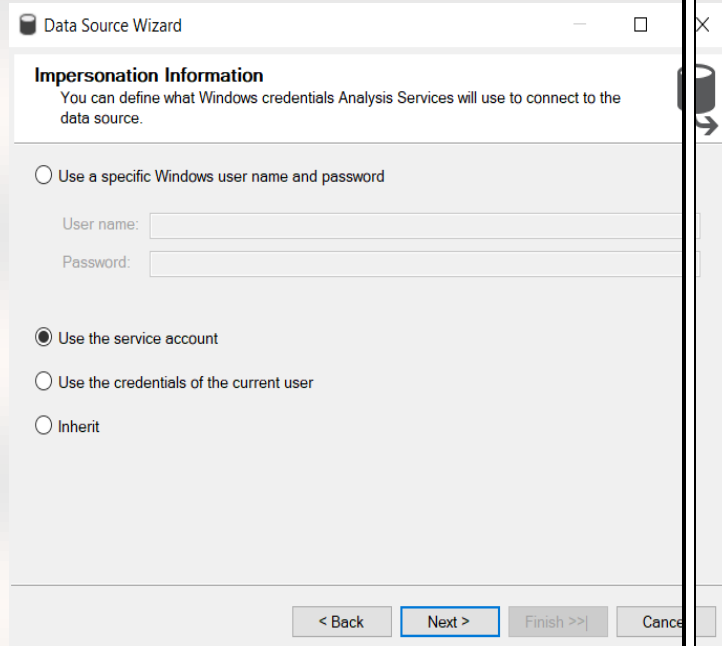 Data Source Wizard
Impersonation Information
You can define what Windows credentials Analysis Services will use to connect to the
data source.
Use a specific Windows user name and password
User name:
Password:
Use the service account
Use the credentials of the current user
Inherit
< Back Next > Finish >>| Cance